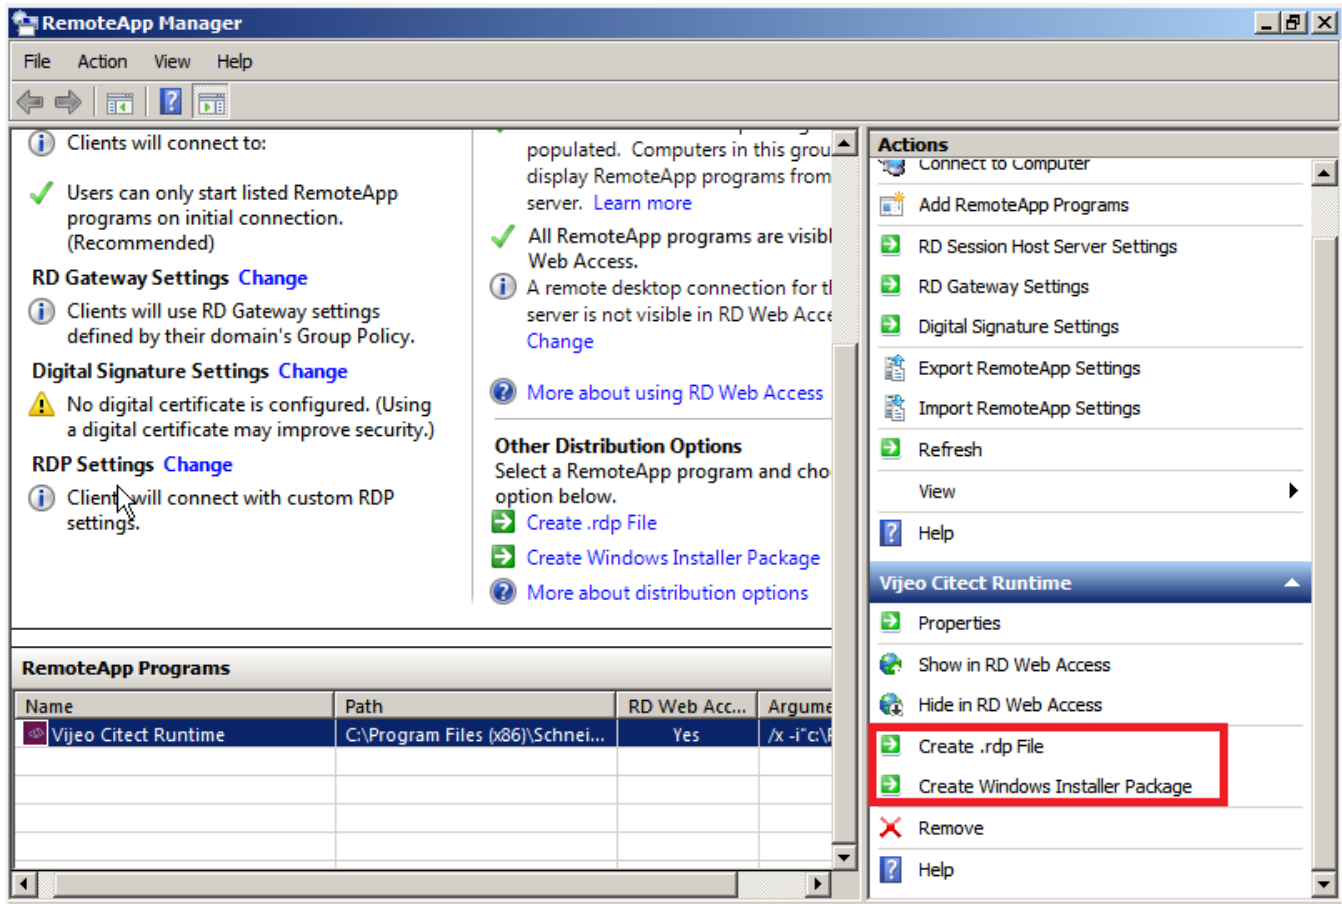 RemoteApp Manager
File Action View Help
Clients will connect to:
Users can only start listed RemoteApp
programs on initial connection.
(Recommended)
RD Gateway Settings Change
Clients will use RD Gateway settings
defined by their domain's Group Policy.
Digital Signature Settings Change
No digital certificate is configured. (Using
a digital certificate may improve security.)
RDP Settings Change
Clients will connect with custom RDP
settings.
populated. Computers in this grou
display RemoteApp programs from
server. Learn more
All RemoteApp programs are visibl
Web Access.
A remote desktop connection for t
server is not visible in RD Web Acce
Change
More about using RD Web Access
Other Distribution Options
Select a RemoteApp program and cho
option below.
Create .rdp File
Create Windows Installer Package
More about distribution options
RemoteApp Programs
Name Path RD Web Acc... Argume
Vijeo Citect Runtime C:\Program Files (x86)\Schnei... Yes /x -i"c:\
Actions
Connect to Computer
Add RemoteApp Programs
RD Session Host Server Settings
RD Gateway Settings
Digital Signature Settings
Export RemoteApp Settings
Import RemoteApp Settings
Refresh
View
Help
Vijeo Citect Runtime
Properties
Show in RD Web Access
Hide in RD Web Access
Create .rdp File
Create Windows Installer Package
Remove
Help